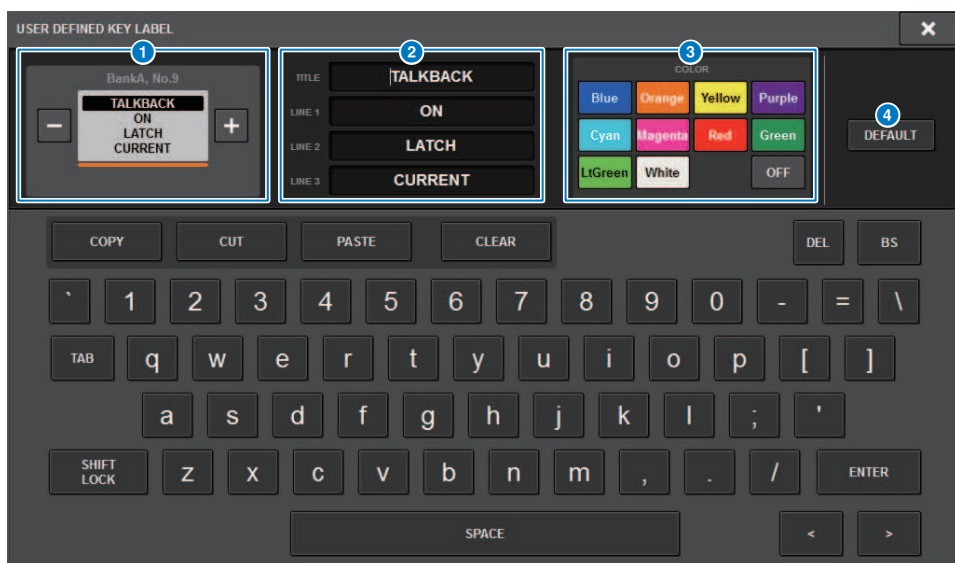 USER DEFINED KEY LABEL ×
1 2 3 4
BankA, No.9
− +
TALKBACK
ON
LATCH
CURRENT
TITLE TALKBACK
LINE 1 ON
LINE 2 LATCH
LINE 3 CURRENT
COLOR
Blue Orange Yellow Purple
Cyan Magenta Red Green
LtGreen White OFF
DEFAULT
COPY CUT PASTE CLEAR DEL BS
` 1 2 3 4 5 6 7 8 9 0 - = \
TAB q w e r t y u i o p [ ]
a s d f g h j k l ; '
SHIFT LOCK z x c v b n m , . / ENTER
SPACE < >